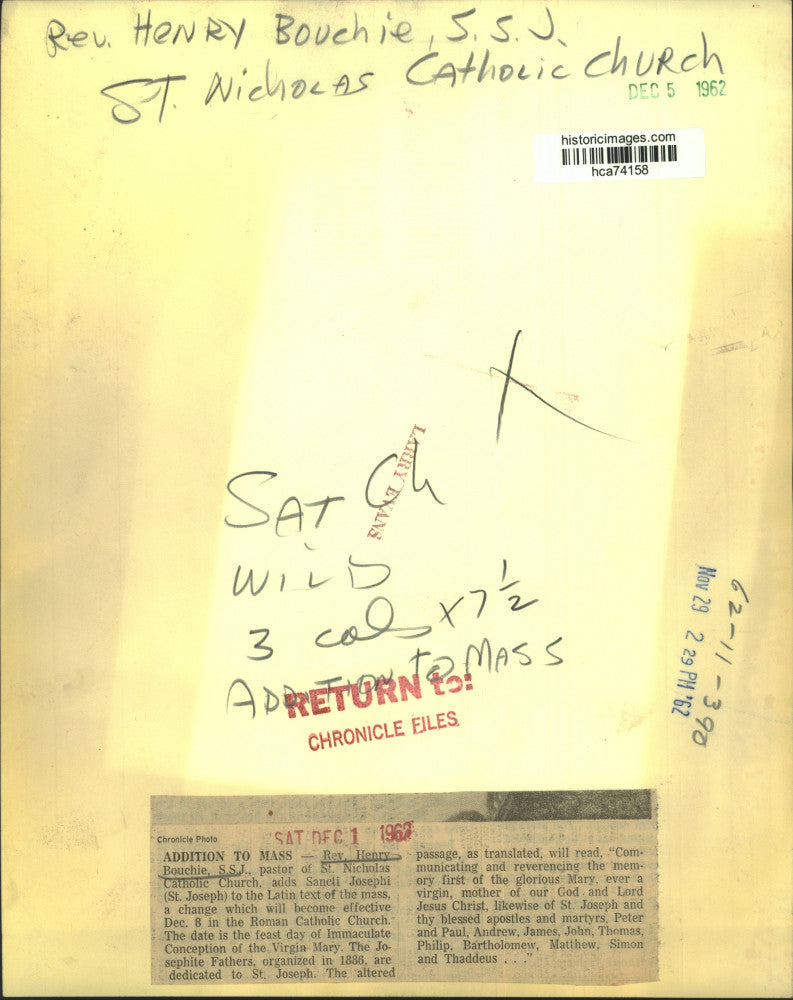 Rev. HENRY Bouchie, S.S.J.
ST. Nicholas Catholic Church
DEC 5 1962
historicimages.com
hca74158
LARRY EVANS
SAT Ch
WILD
3 cols x 7 1/2
ADDITION to MASS
RETURN to:
CHRONICLE FILES
62-11-390
Nov 29 2 29 PM '62
Chronicle Photo
SAT DEC 1 1962
ADDITION TO MASS — Rev. Henry
Bouchie, S.S.J., pastor of St. Nicholas
Catholic Church, adds Sancti Josephi
(St. Joseph) to the Latin text of the mass,
a change which will become effective
Dec. 8 in the Roman Catholic Church.
The date is the feast day of Immaculate
Conception of the Virgin Mary. The Jo-
sephite Fathers, organized in 1886, are
dedicated to St. Joseph. The altered
passage, as translated, will read, "Com-
municating and reverencing the mem-
ory first of the glorious Mary, ever a
virgin, mother of our God and Lord
Jesus Christ, likewise of St. Joseph and
thy blessed apostles and martyrs, Peter
and Paul, Andrew, James, John, Thomas,
Philip, Bartholomew, Matthew, Simon
and Thaddeus . . ."